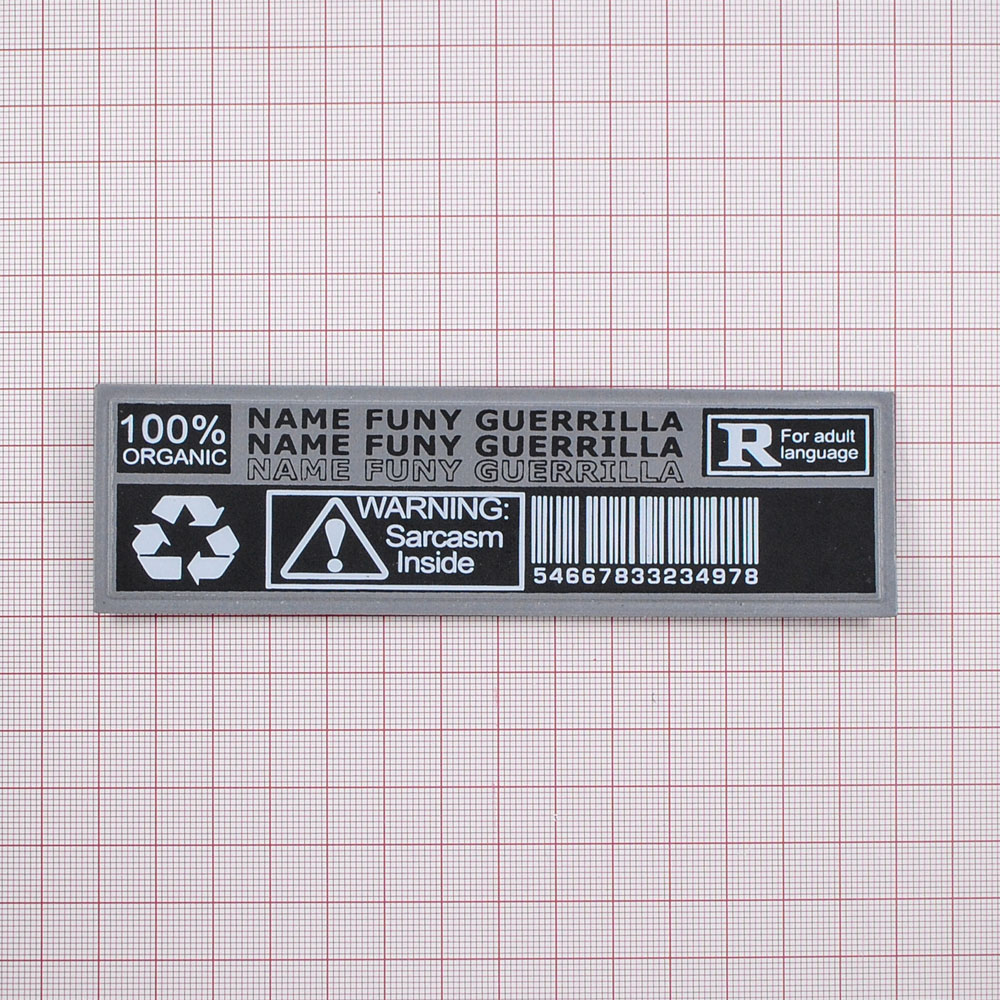 100%
ORGANIC
NAME FUNY GUERRILLA
NAME FUNY GUERRILLA
NAME FUNY GUERRILLA
R
For adult
language
WARNING:
Sarcasm
Inside
54667833234978